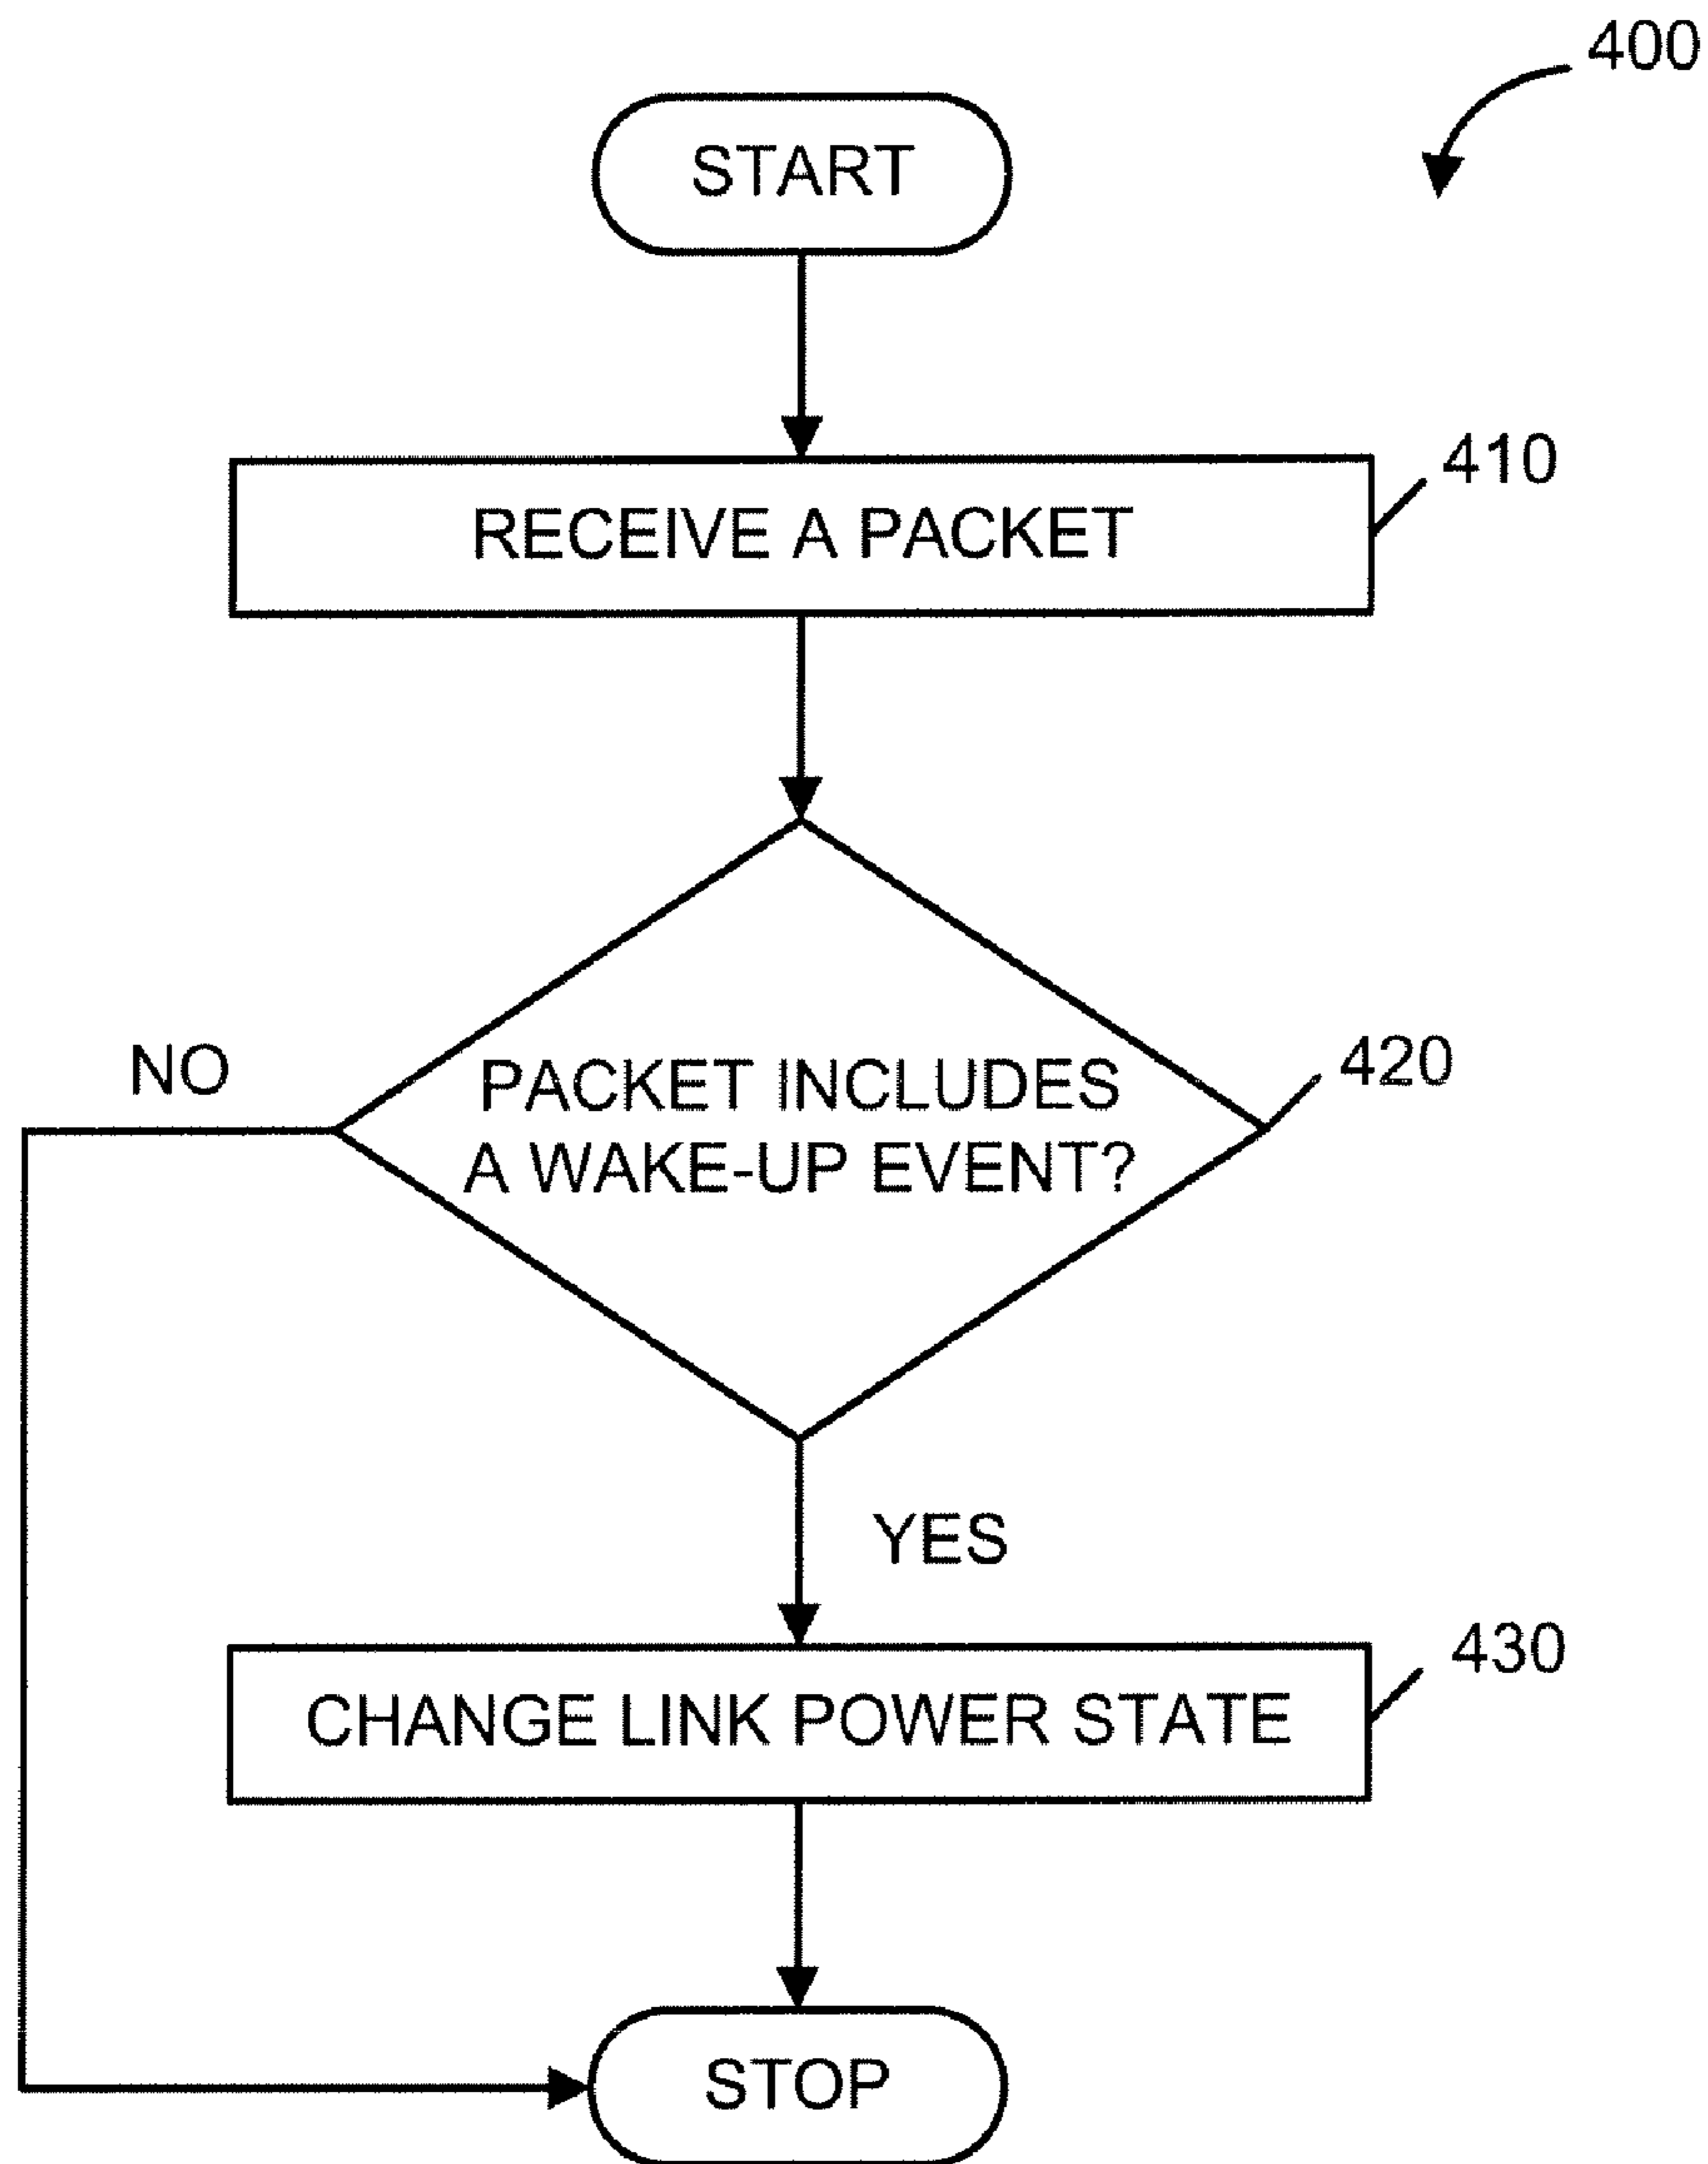 400
START
410
RECEIVE A PACKET
420
NO
PACKET INCLUDES
A WAKE-UP EVENT?
YES
430
CHANGE LINK POWER STATE
STOP